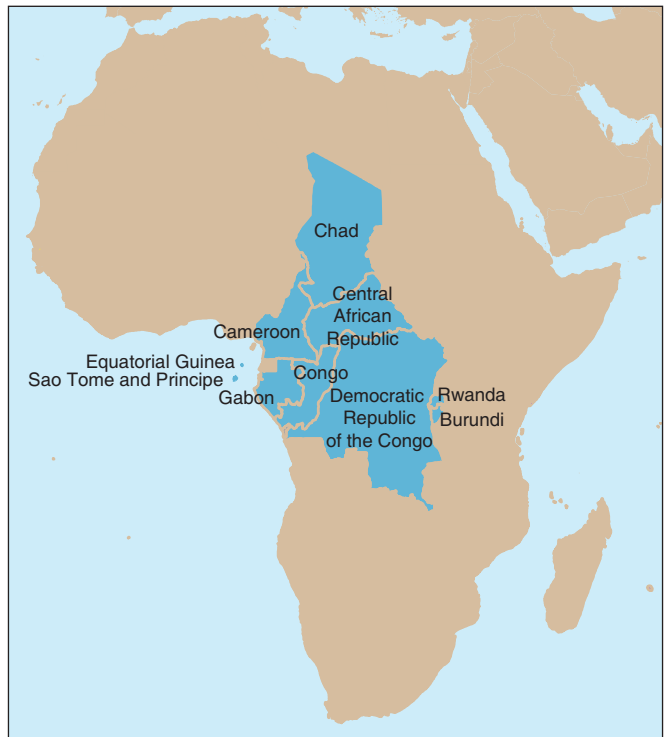 Chad
Central
African
Republic
Cameroon
Equatorial Guinea
Sao Tome and Principe
Gabon
Congo
Democratic
Republic
of the Congo
Rwanda
Burundi